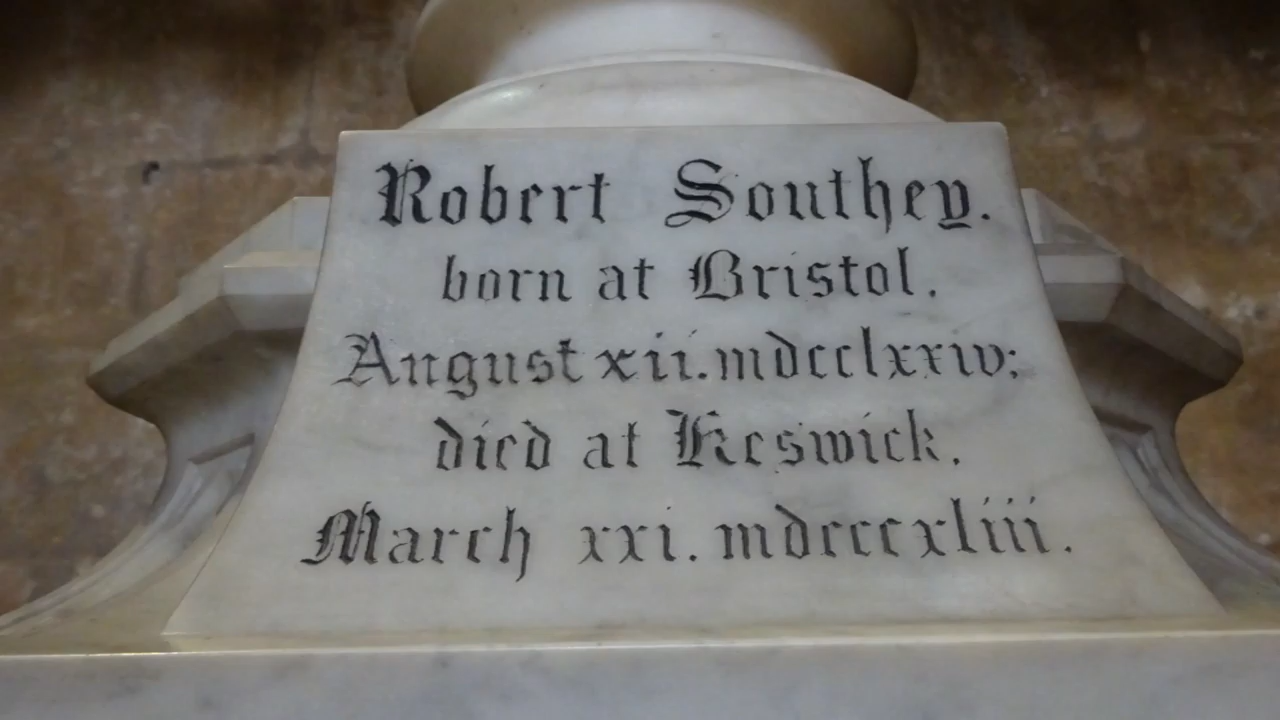 Robert Southey.
born at Bristol,
August xii. mdcclxxiv;
died at Keswick,
March xxi. mdcccxliii.